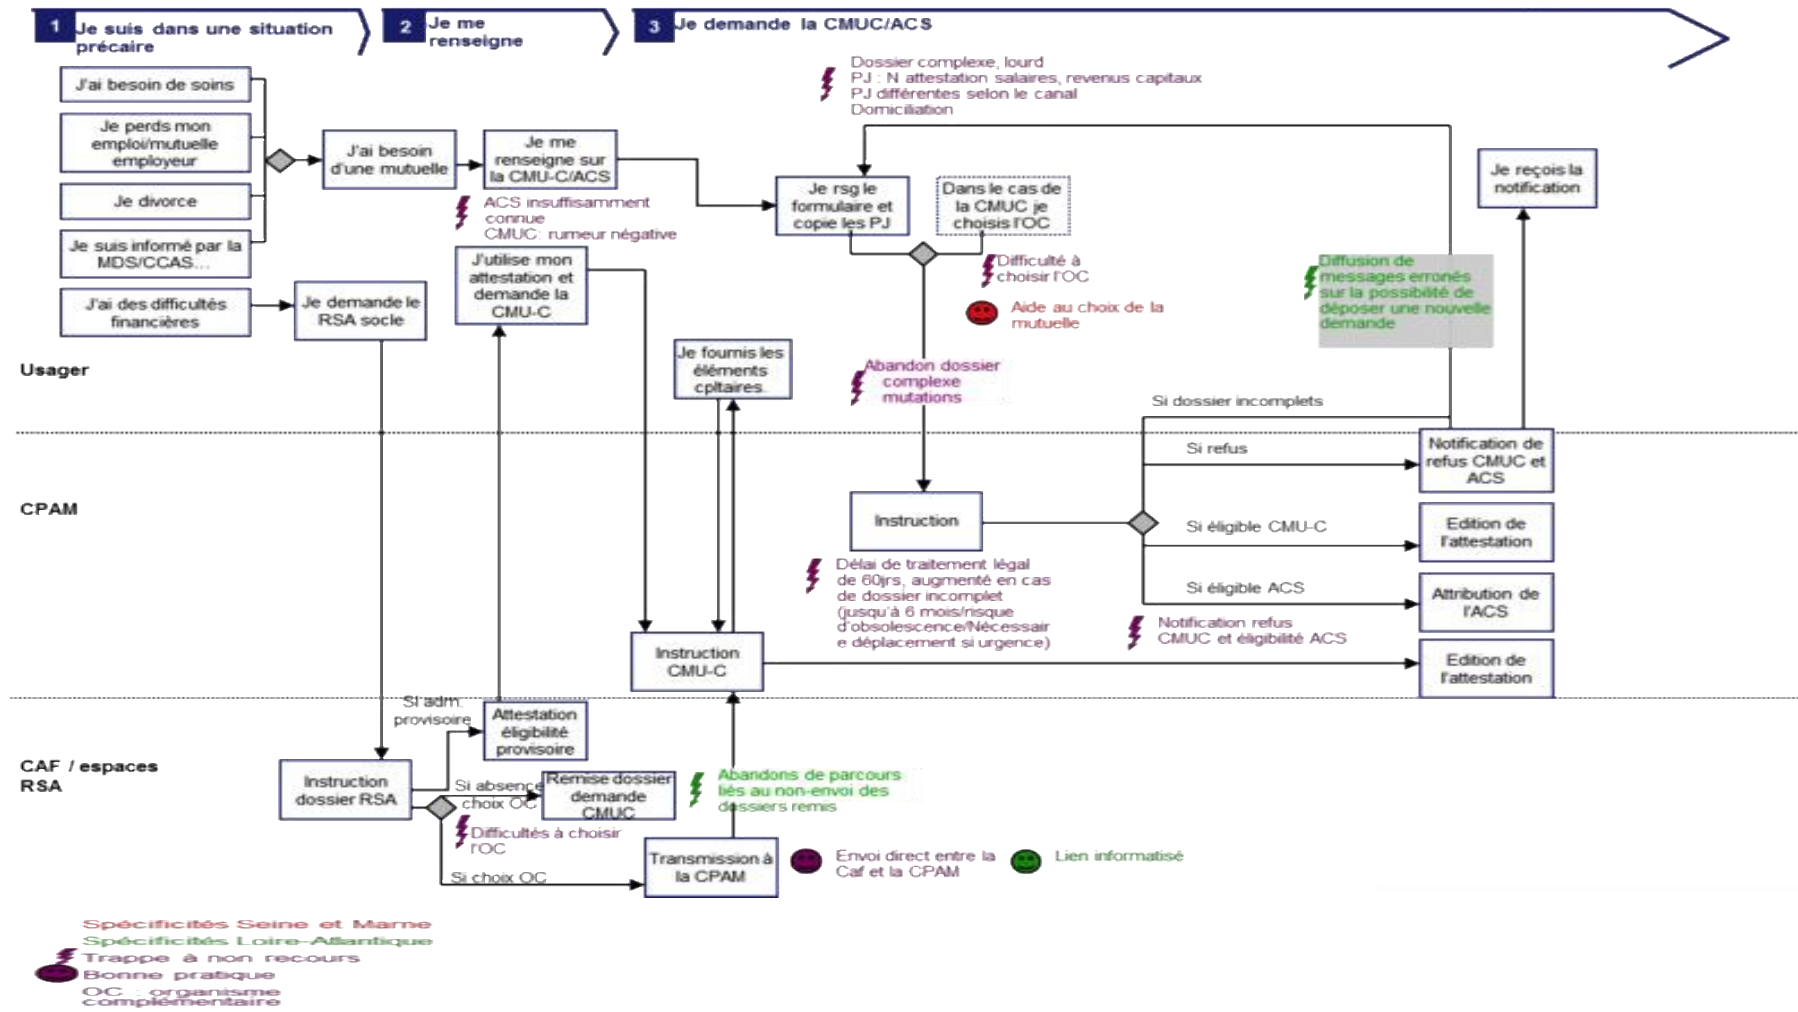 1 Je suis dans une situation
précaire
2 Je me
renseigne
3 Je demande la CMUC/ACS
J'ai besoin de soins
Je perds mon
emploi/mutuelle
employeur
Je divorce
Je suis informé par la
MDS/CCAS...
J'ai des difficultés
financières
J'ai besoin
d'une mutuelle
Je demande le
RSA socle
Je me
renseigne sur
la CMU-C/ACS
ACS insuffisamment
connue
CMUC: rumeur négative
J'utilise mon
attestation et
demande la
CMU-C
Dossier complexe, lourd
PJ : N attestation salaires, revenus capitaux
PJ différentes selon le canal
Domiciliation
Je rsg le
formulaire et
copie les PJ
Dans le cas de
la CMUC je
choisis l'OC
Difficulté à
choisir l'OC
Aide au choix de la
mutuelle
Je reçois la
notification
Diffusion de
messages erronés
sur la possibilité de
déposer une nouvelle
demande
Usager
Je fournis les
éléments
cpltaires.
Abandon dossier
complexe
mutations
Si dossier incomplets
CPAM
Si refus
Notification de
refus CMUC et
ACS
Instruction
Si éligible CMU-C
Edition de
l'attestation
Délai de traitement légal
de 60jrs, augmenté en cas
de dossier incomplet
(jusqu'à 6 mois/risque
d'obsolescence/Nécessair
e déplacement si urgence)
Si éligible ACS
Attribution de
l'ACS
Notification refus
CMUC et éligibilité ACS
Instruction
CMU-C
Edition de
l'attestation
CAF / espaces
RSA
Si adm.
provisoire
Attestation
éligibilité
provisoire
Instruction
dossier RSA
Si absence
choix OC
Remise dossier
demande
CMUC
Abandons de parcours
liés au non-envoi des
dossiers remis
Difficultés à choisir
l'OC
Si choix OC
Transmission à
la CPAM
Envoi direct entre la
Caf et la CPAM
Lien informatisé
Spécificités Seine et Marne
Spécificités Loire-Atlantique
Trappe à non recours
Bonne pratique
OC : organisme
complémentaire